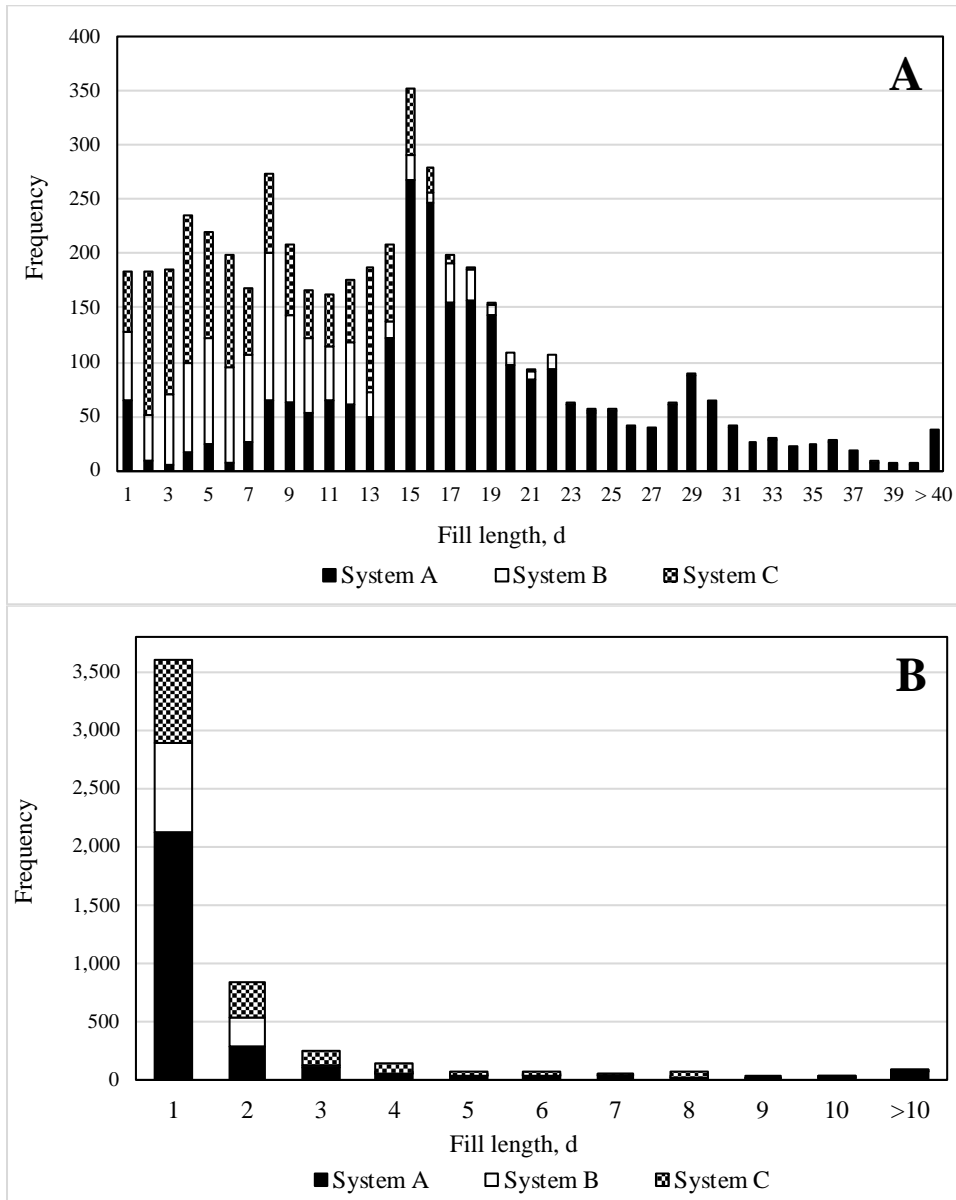 A
400
350
300
250
200
150
100
50
0
Frequency
1 3 5 7 9 11 13 15 17 19 21 23 25 27 29 31 33 35 37 39 > 40
Fill length, d
System A System B System C
B
3,500
3,000
2,500
2,000
1,500
1,000
500
0
Frequency
1 2 3 4 5 6 7 8 9 10 >10
Fill length, d
System A System B System C